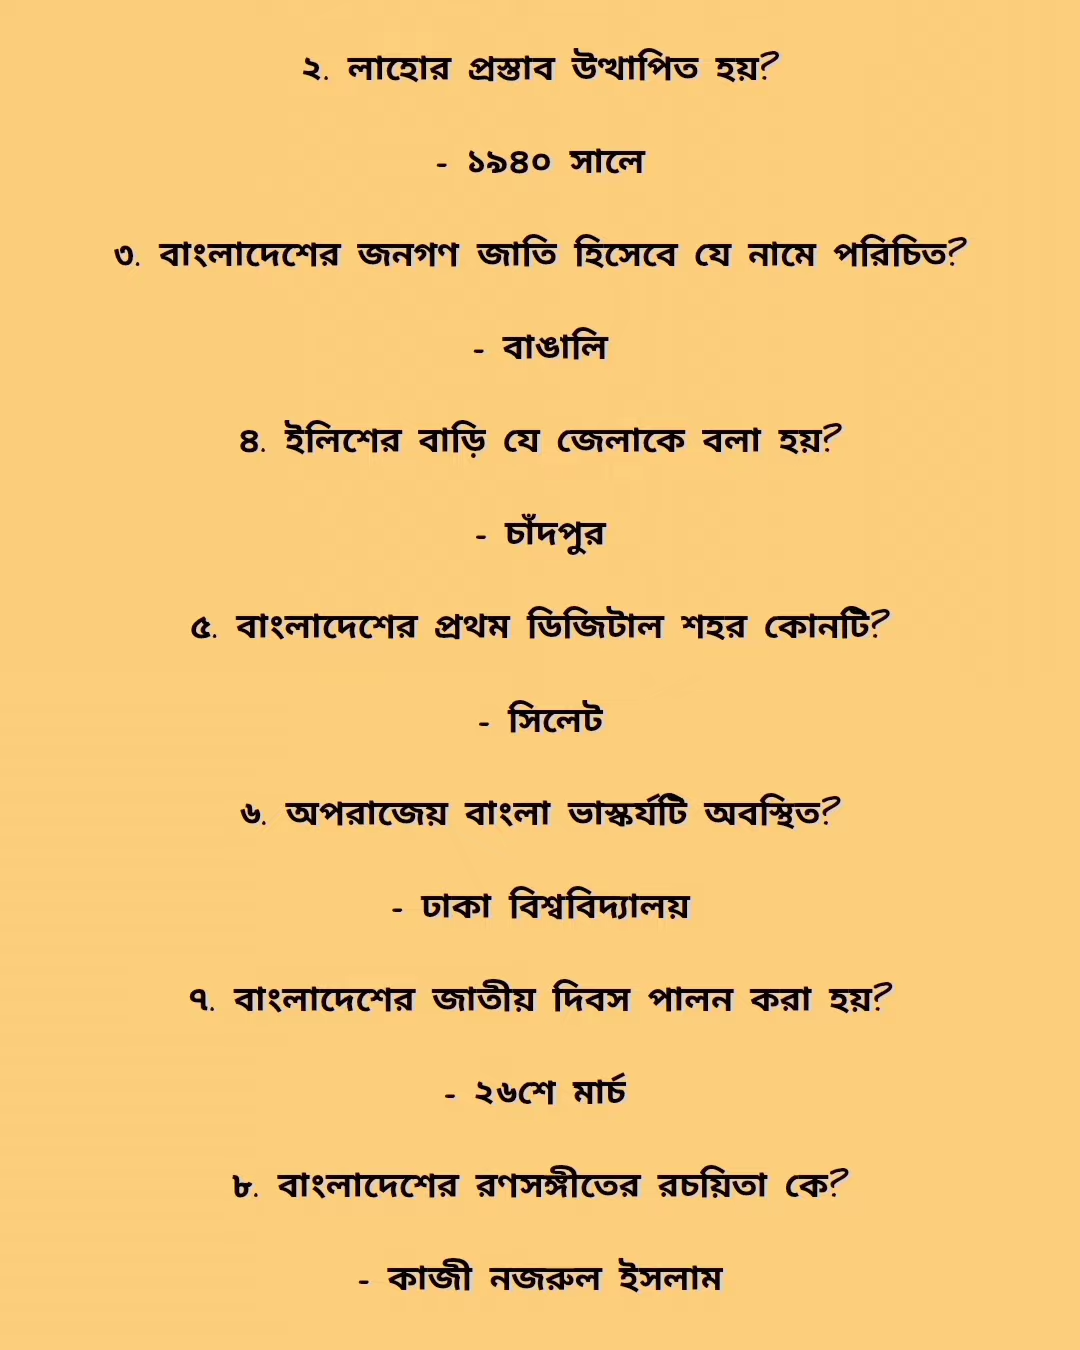 ২. লাহোর প্রস্তাব উত্থাপিত হয়?
- ১৯৪০ সালে
৩. বাংলাদেশের জনগণ জাতি হিসেবে যে নামে পরিচিত?
- বাঙালি
৪. ইলিশের বাড়ি যে জেলাকে বলা হয়?
- চাঁদপুর
৫. বাংলাদেশের প্রথম ডিজিটাল শহর কোনটি?
- সিলেট
৬. অপরাজেয় বাংলা ভাস্কর্যটি অবস্থিত?
- ঢাকা বিশ্ববিদ্যালয়
৭. বাংলাদেশের জাতীয় দিবস পালন করা হয়?
- ২৬শে মার্চ
৮. বাংলাদেশের রণসঙ্গীতের রচয়িতা কে?
- কাজী নজরুল ইসলাম